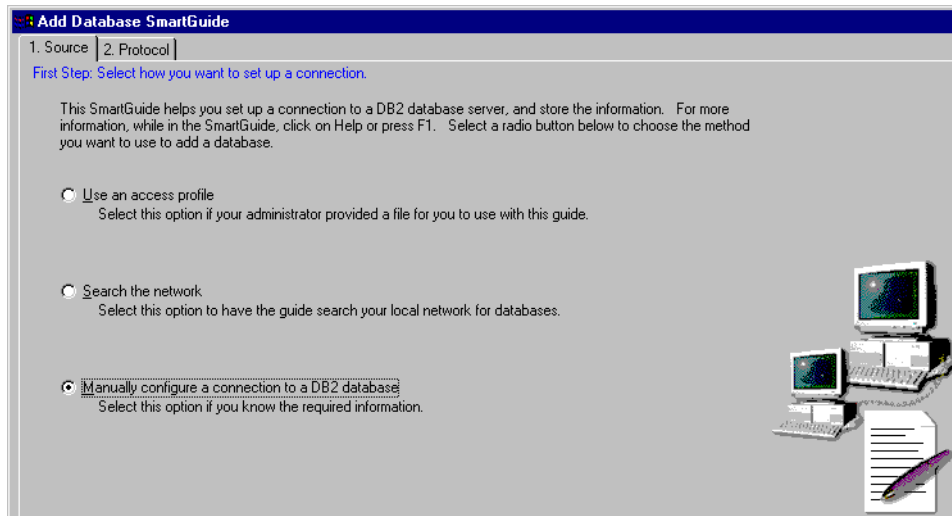 Add Database SmartGuide
1. Source 2. Protocol
First Step: Select how you want to set up a connection.
This SmartGuide helps you set up a connection to a DB2 database server, and store the information. For more
information, while in the SmartGuide, click on Help or press F1. Select a radio button below to choose the method
you want to use to add a database.
Use an access profile
Select this option if your administrator provided a file for you to use with this guide.
Search the network
Select this option to have the guide search your local network for databases.
Manually configure a connection to a DB2 database
Select this option if you know the required information.